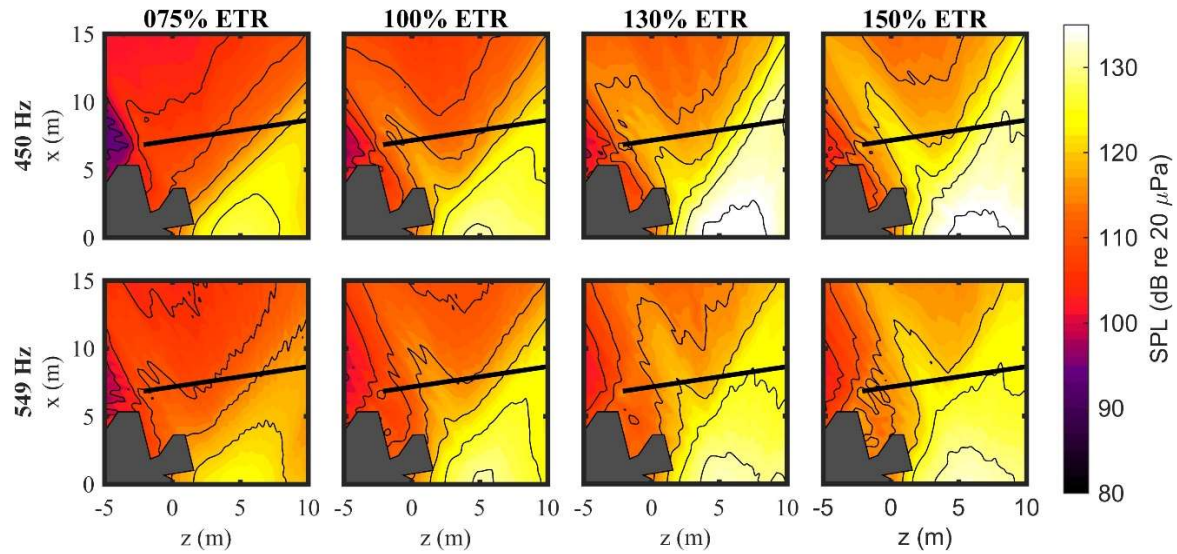 075% ETR 100% ETR 130% ETR 150% ETR
450 Hz
x (m)
15
10
5
0
549 Hz
x (m)
15
10
5
0
-5 0 5 10 -5 0 5 10 -5 0 5 10 -5 0 5 10
z (m) z (m) z (m) z (m)
130
120
110
100
90
80
SPL (dB re 20 μPa)